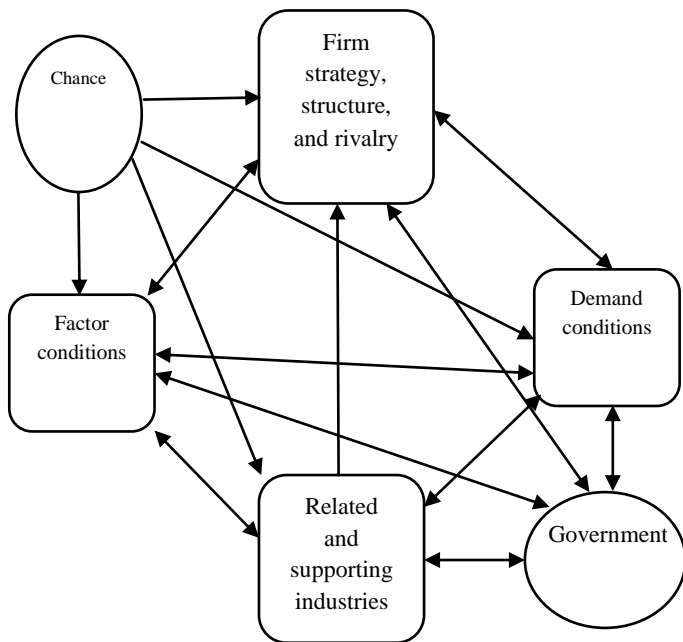 Chance
Firm
strategy,
structure,
and rivalry
Factor
conditions
Demand
conditions
Related
and
supporting
industries
Government